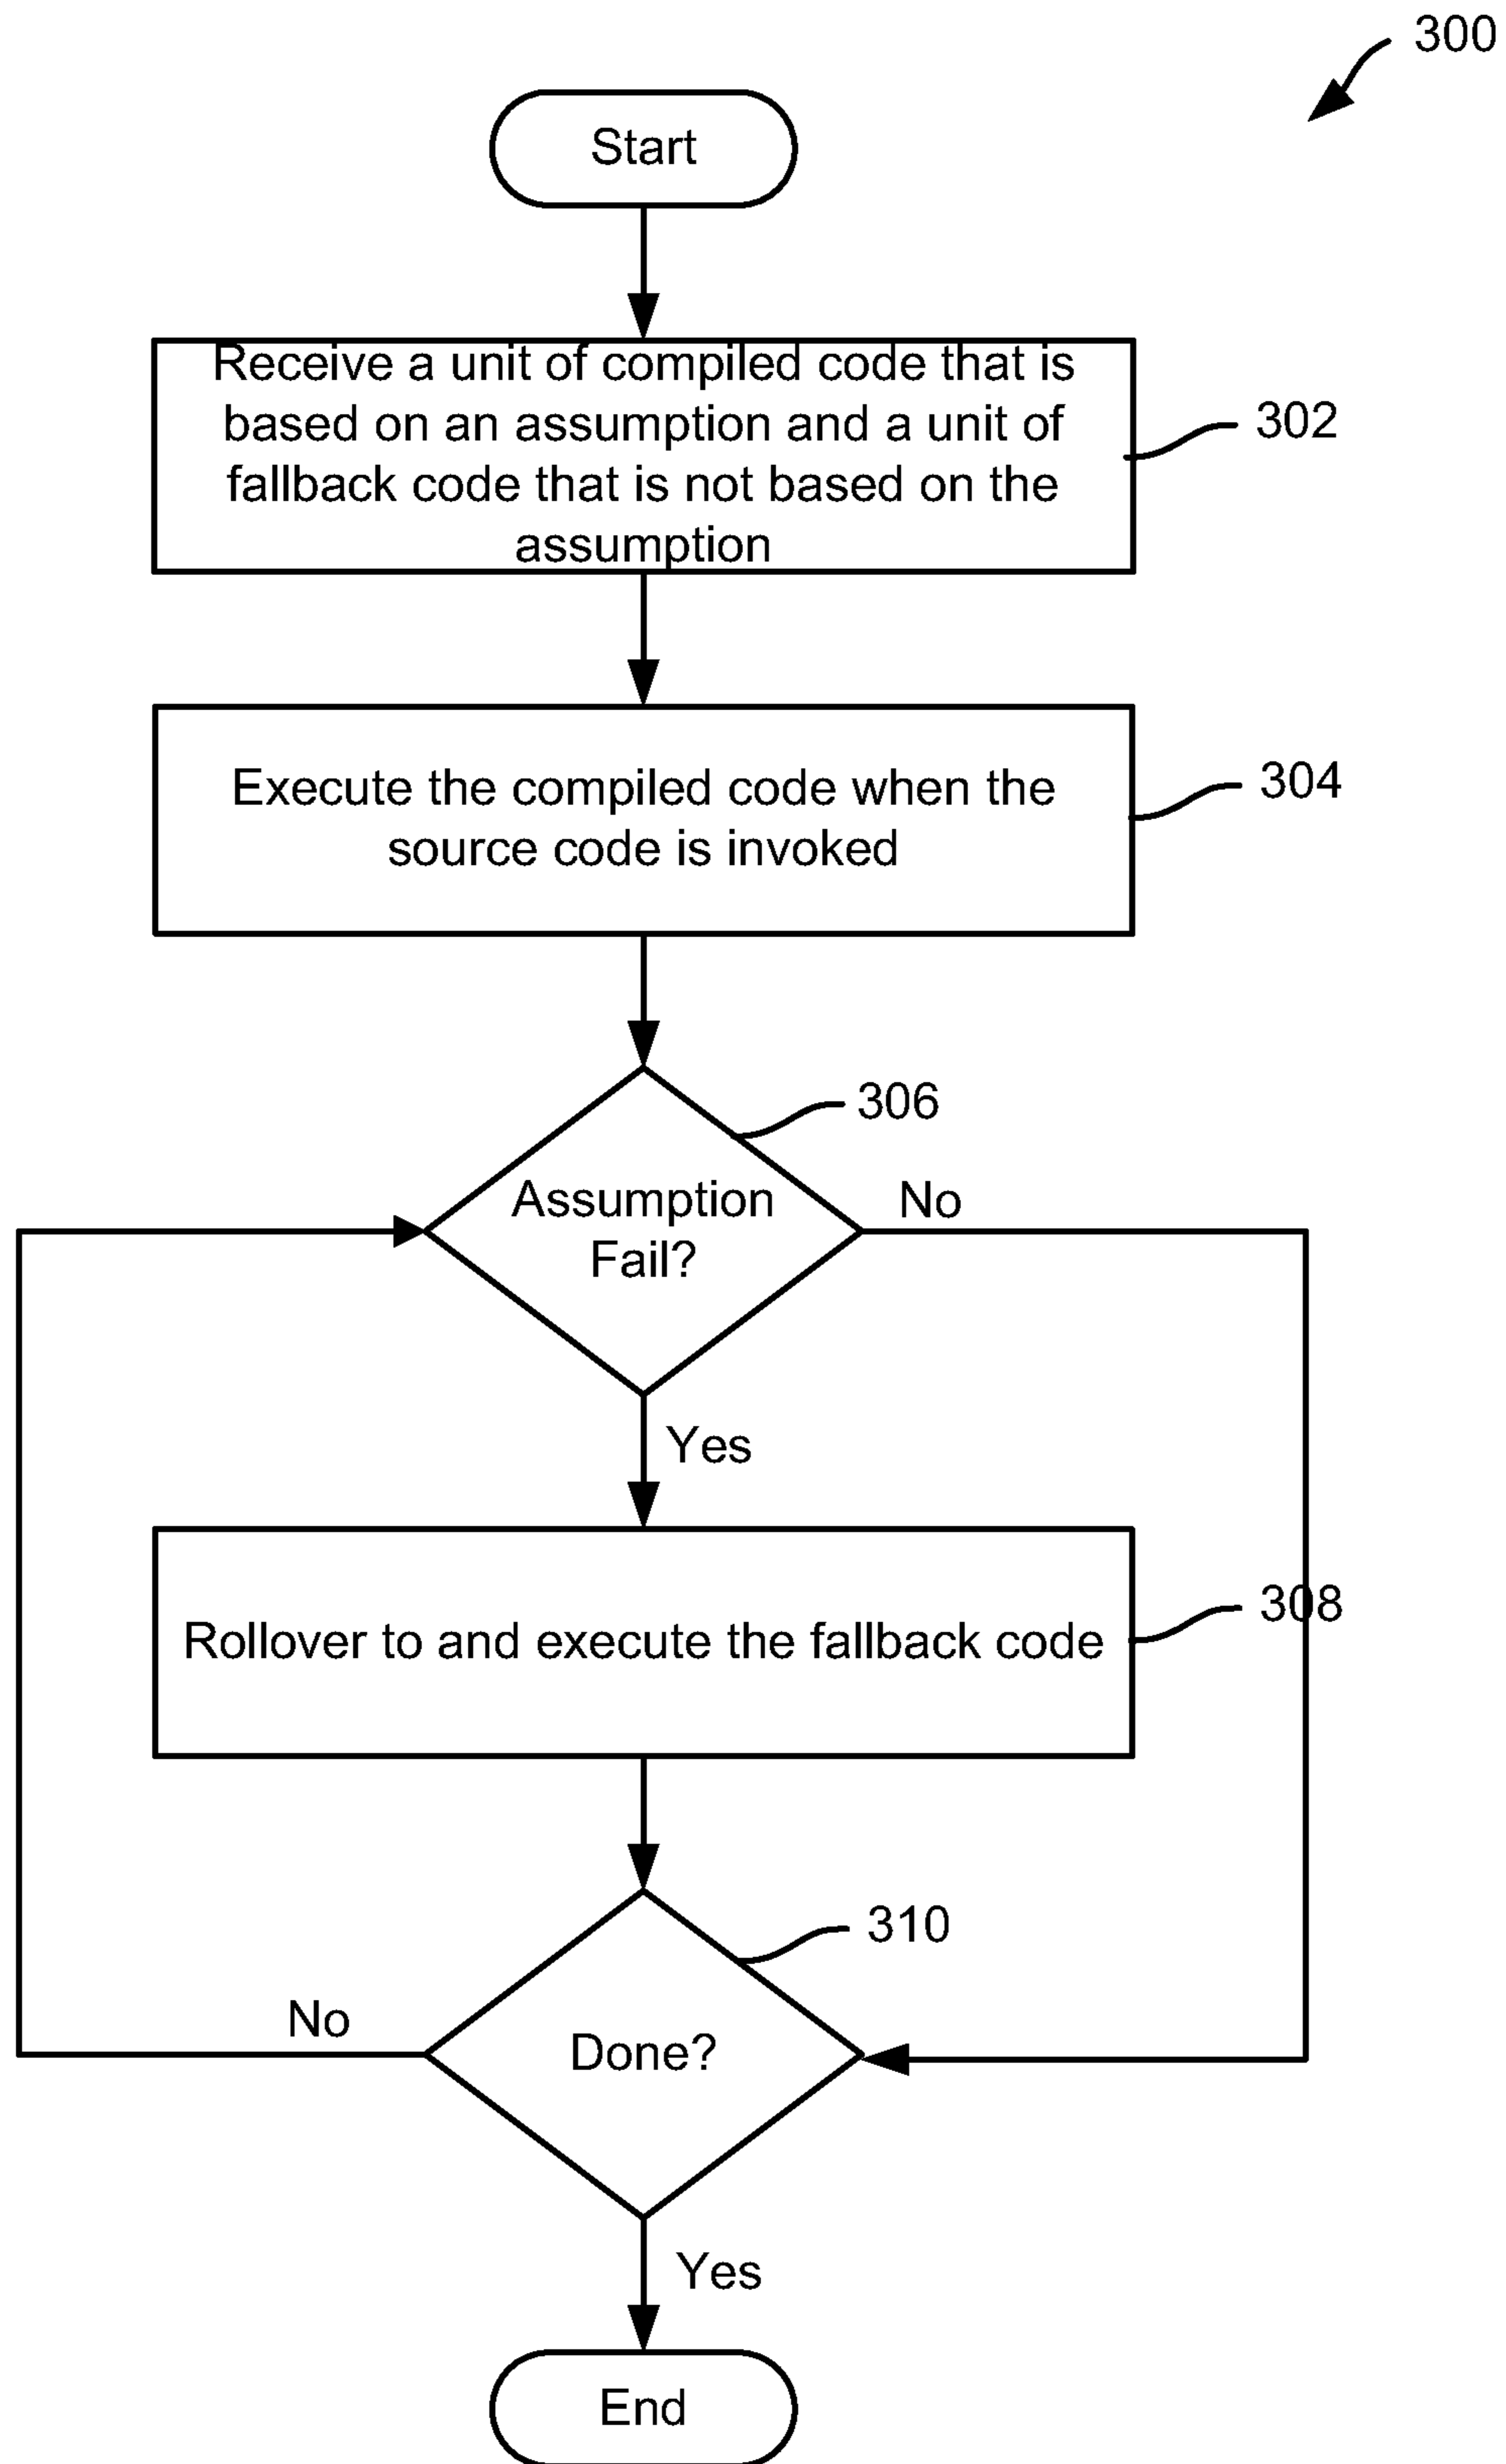 300
Start
Receive a unit of compiled code that is
based on an assumption and a unit of
fallback code that is not based on the
assumption
302
Execute the compiled code when the
source code is invoked
304
306
Assumption
Fail?
No
Yes
Rollover to and execute the fallback code
308
310
Done?
No
Yes
End